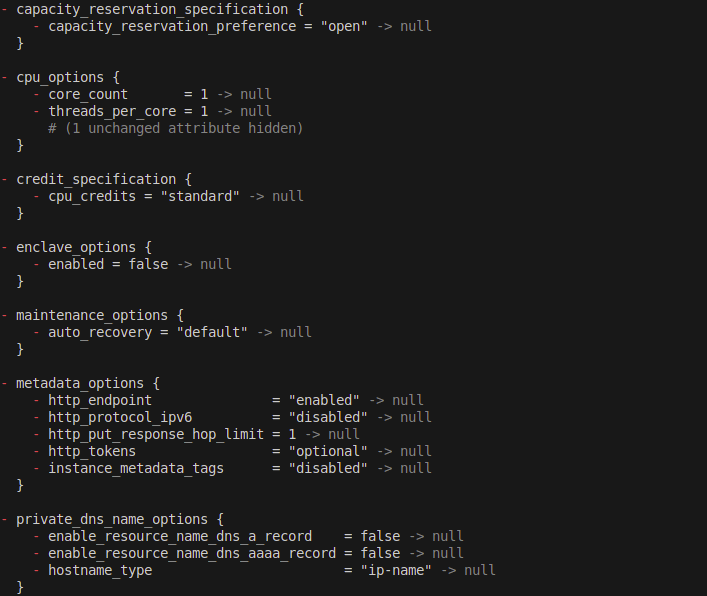 - capacity_reservation_specification {
    - capacity_reservation_preference = "open" -> null
  }
- cpu_options {
    - core_count       = 1 -> null
    - threads_per_core = 1 -> null
      # (1 unchanged attribute hidden)
  }
- credit_specification {
    - cpu_credits = "standard" -> null
  }
- enclave_options {
    - enabled = false -> null
  }
- maintenance_options {
    - auto_recovery = "default" -> null
  }
- metadata_options {
    - http_endpoint               = "enabled" -> null
    - http_protocol_ipv6          = "disabled" -> null
    - http_put_response_hop_limit = 1 -> null
    - http_tokens                 = "optional" -> null
    - instance_metadata_tags      = "disabled" -> null
  }
- private_dns_name_options {
    - enable_resource_name_dns_a_record    = false -> null
    - enable_resource_name_dns_aaaa_record = false -> null
    - hostname_type                        = "ip-name" -> null
  }